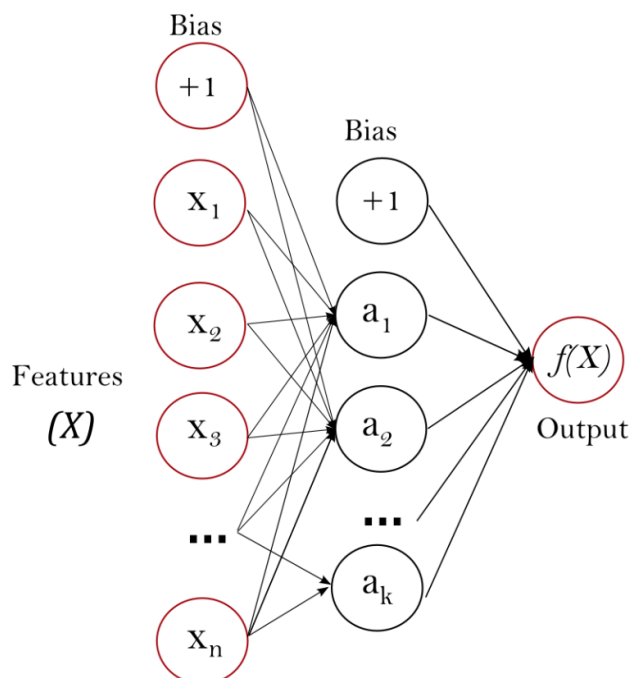 Bias
+1
x₁
x₂
x₃
...
xₙ
Features
(X)
Bias
+1
a₁
a₂
...
aₖ
f(X)
Output